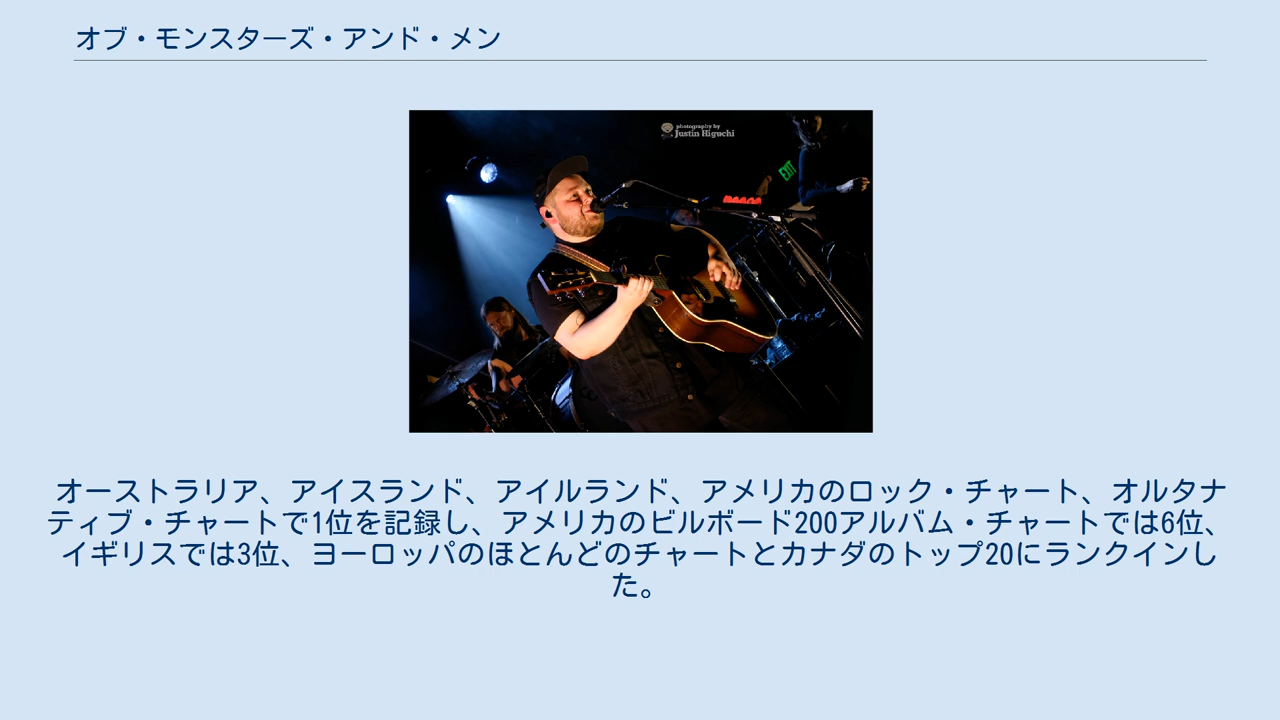 オブ・モンスターズ・アンド・メン
photography by
Justin Higuchi
EXIT
オーストラリア、アイスランド、アイルランド、アメリカのロック・チャート、オルタナ
ティブ・チャートで1位を記録し、アメリカのビルボード200アルバム・チャートでは6位、
イギリスでは3位、ヨーロッパのほとんどのチャートとカナダのトップ20にランクインし
た。